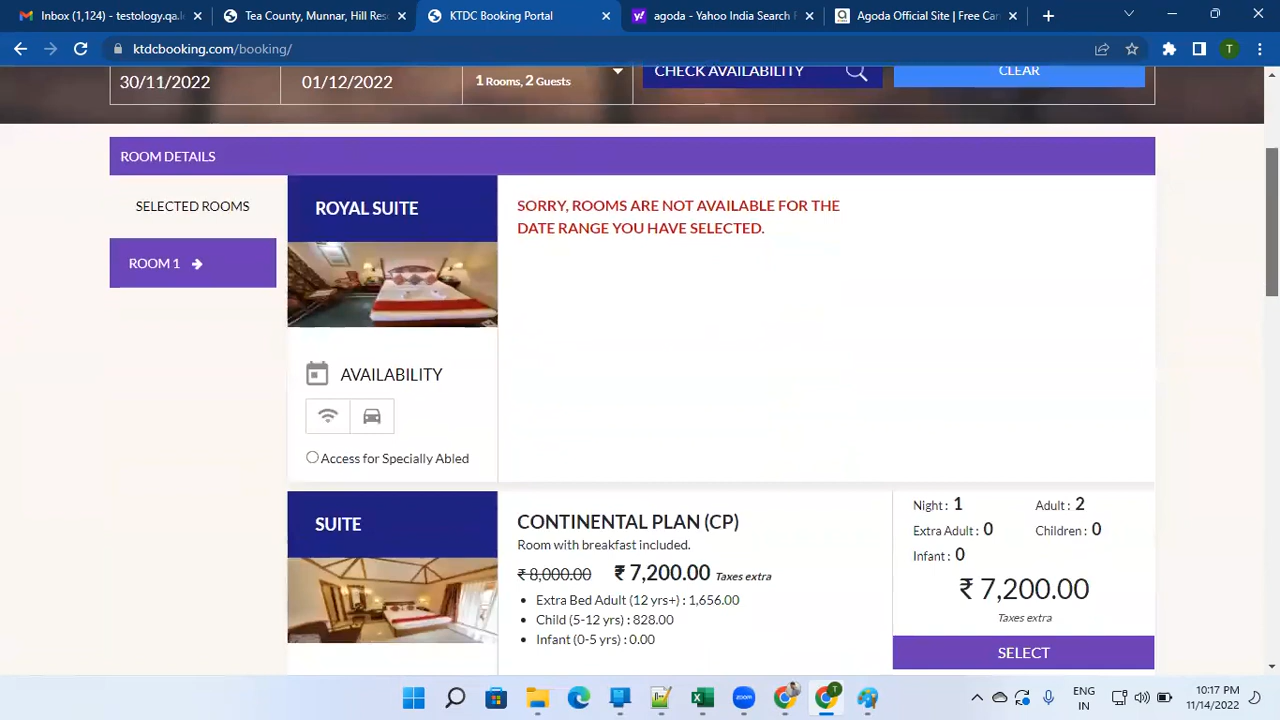 Inbox (1,124) - testology.qa.l
Tea County, Munnar, Hill Res
KTDC Booking Portal
agoda - Yahoo India Search R
Agoda Official Site | Free Can
ktdcbooking.com/booking/
T
30/11/2022
01/12/2022
1 Rooms, 2 Guests
CHECK AVAILABILITY
CLEAR
ROOM DETAILS
SELECTED ROOMS
ROOM 1
ROYAL SUITE
SORRY, ROOMS ARE NOT AVAILABLE FOR THE
DATE RANGE YOU HAVE SELECTED.
AVAILABILITY
Access for Specially Abled
SUITE
CONTINENTAL PLAN (CP)
Room with breakfast included.
₹ 8,000.00 ₹ 7,200.00 Taxes extra
Extra Bed Adult (12 yrs+) : 1,656.00
Child (5-12 yrs) : 828.00
Infant (0-5 yrs) : 0.00
Night : 1 Adult : 2
Extra Adult : 0 Children : 0
Infant : 0
₹ 7,200.00
Taxes extra
SELECT
zoom
T
ENG
IN
10:17 PM
11/14/2022